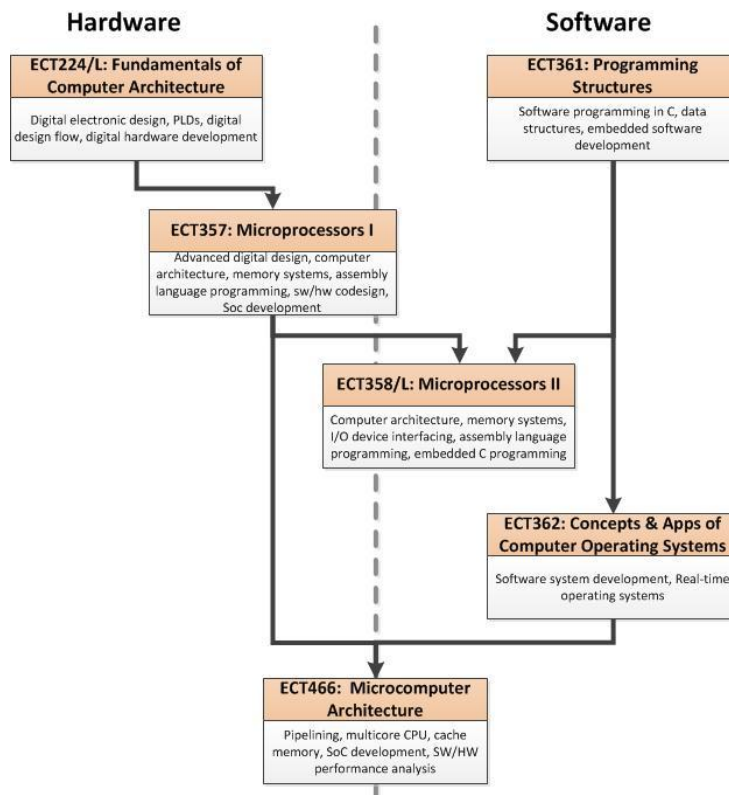 Hardware
Software
ECT224/L: Fundamentals of
Computer Architecture
Digital electronic design, PLDs, digital
design flow, digital hardware development
ECT361: Programming
Structures
Software programming in C, data
structures, embedded software
development
ECT357: Microprocessors I
Advanced digital design, computer
architecture, memory systems, assembly
language programming, sw/hw codesign,
Soc development
ECT358/L: Microprocessors II
Computer architecture, memory systems,
I/O device interfacing, assembly language
programming, embedded C programming
ECT362: Concepts & Apps of
Computer Operating Systems
Software system development, Real-time
operating systems
ECT466: Microcomputer
Architecture
Pipelining, multicore CPU, cache
memory, SoC development, SW/HW
performance analysis